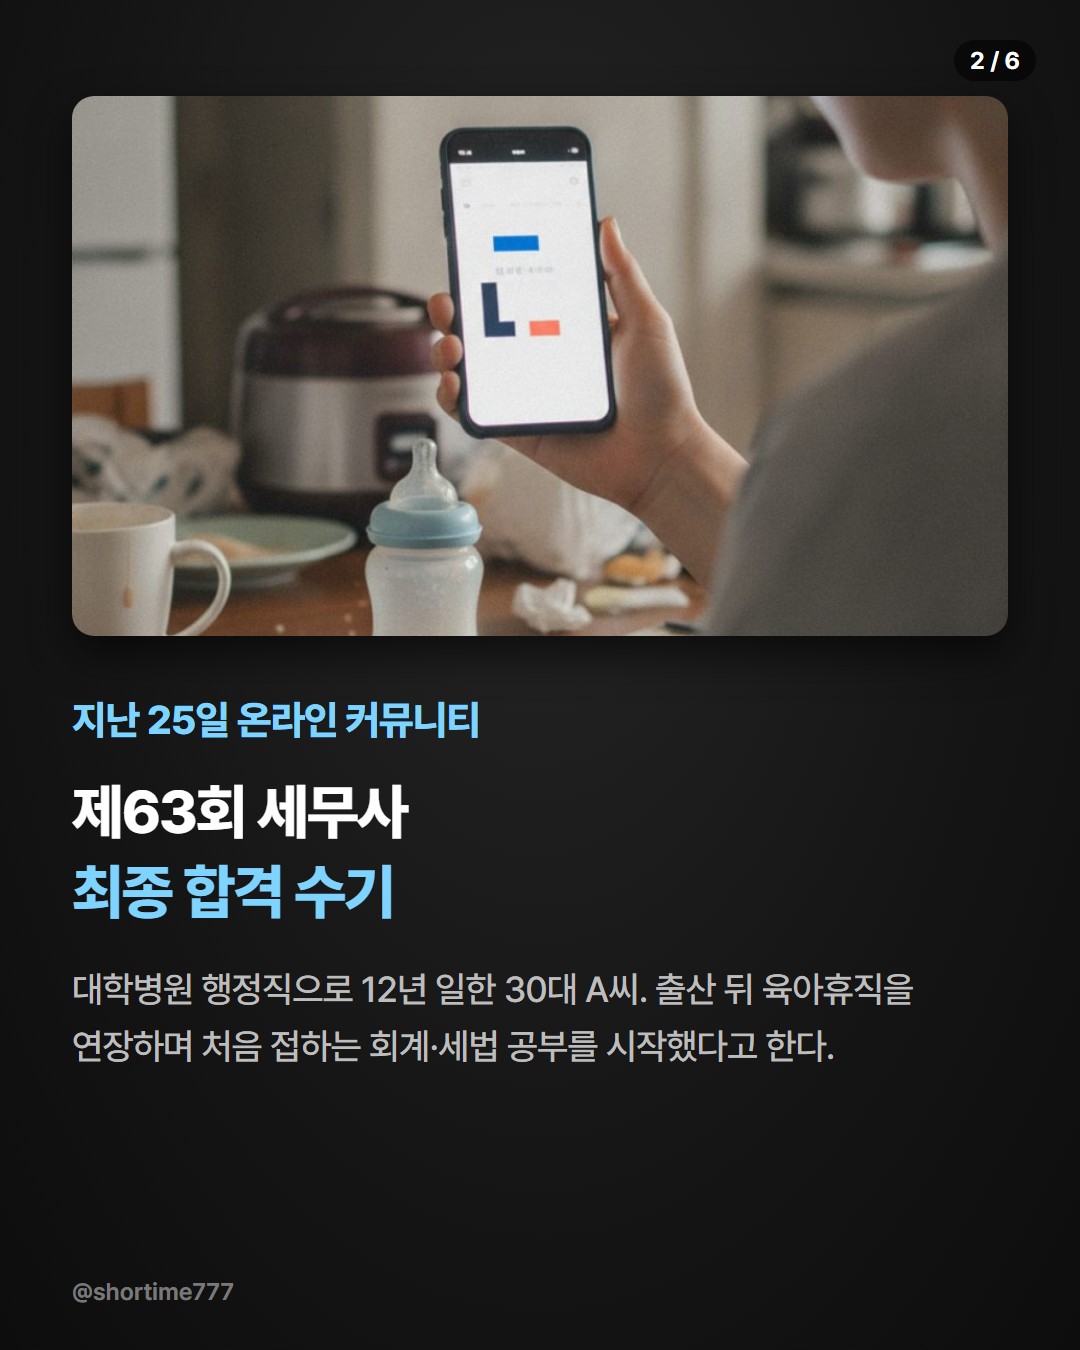 2 / 6
지난 25일 온라인 커뮤니티
제63회 세무사
최종 합격 수기
대학병원 행정직으로 12년 일한 30대 A씨. 출산 뒤 육아휴직을
연장하며 처음 접하는 회계·세법 공부를 시작했다고 한다.
@shortime777